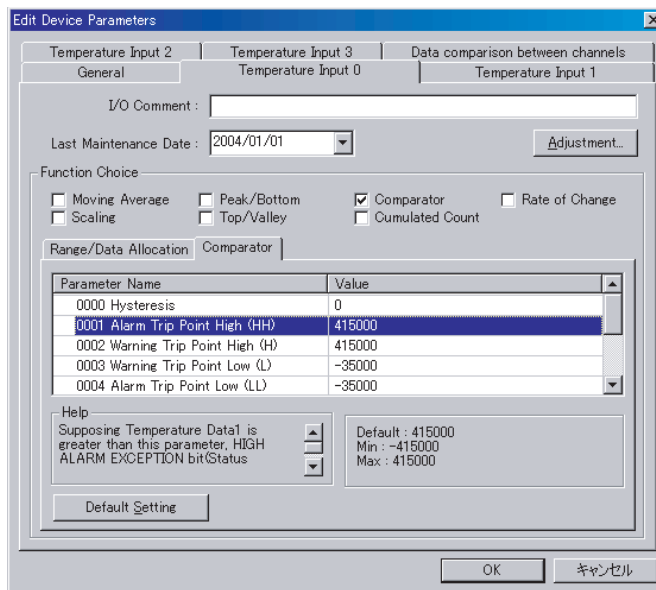 Edit Device Parameters
Temperature Input 2 Temperature Input 3 Data comparison between channels
General Temperature Input 0 Temperature Input 1
I/O Comment :
Last Maintenance Date : 2004/01/01 Adjustment...
Function Choice
Moving Average Peak/Bottom Comparator Rate of Change
Scaling Top/Valley Cumulated Count
Range/Data Allocation Comparator
Parameter Name Value
0000 Hysteresis 0
0001 Alarm Trip Point High (HH) 415000
0002 Warning Trip Point High (H) 415000
0003 Warning Trip Point Low (L) -35000
0004 Alarm Trip Point Low (LL) -35000
Help
Supposing Temperature Data1 is
greater than this parameter, HIGH
ALARM EXCEPTION bit(Status
Default : 415000
Min : -415000
Max : 415000
Default Setting
OK キャンセル